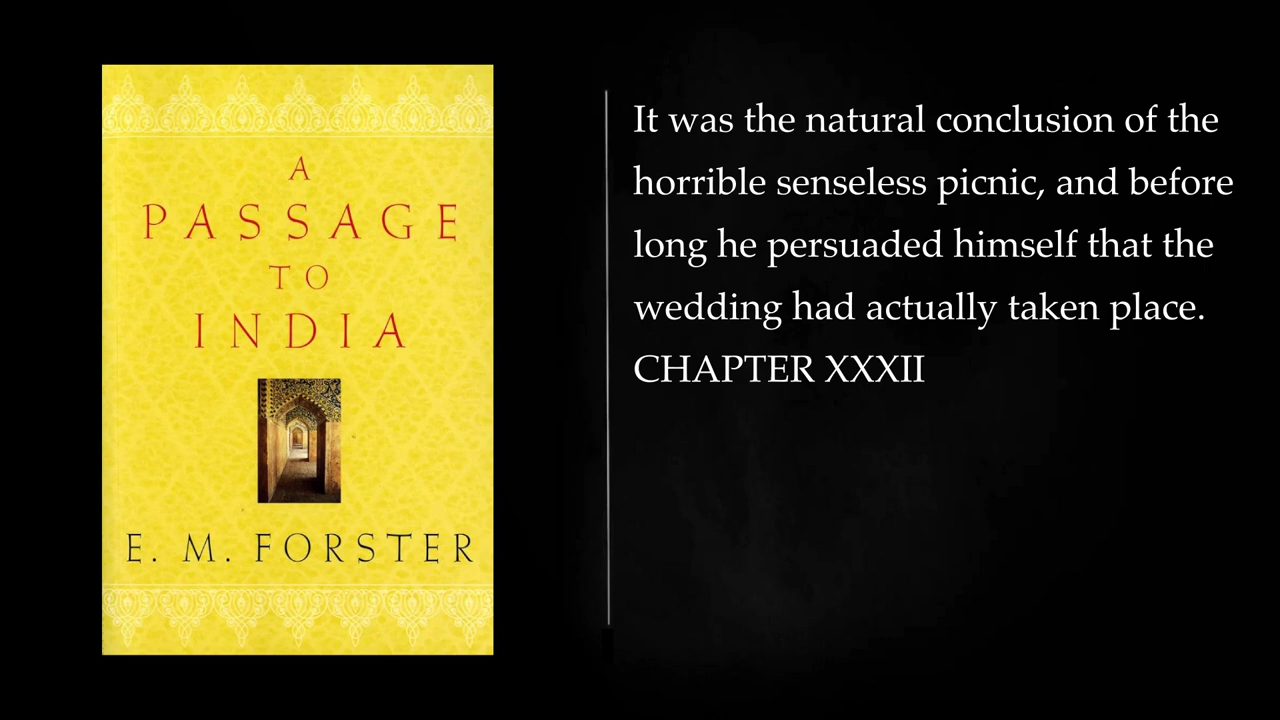 A
PASSAGE
TO
INDIA
E. M. FORSTER
It was the natural conclusion of the
horrible senseless picnic, and before
long he persuaded himself that the
wedding had actually taken place.
CHAPTER XXXII